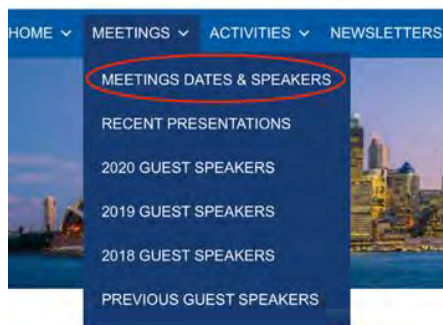 HOME MEETINGS ACTIVITIES NEWSLETTERS
MEETINGS DATES & SPEAKERS
RECENT PRESENTATIONS
2020 GUEST SPEAKERS
2019 GUEST SPEAKERS
2018 GUEST SPEAKERS
PREVIOUS GUEST SPEAKERS